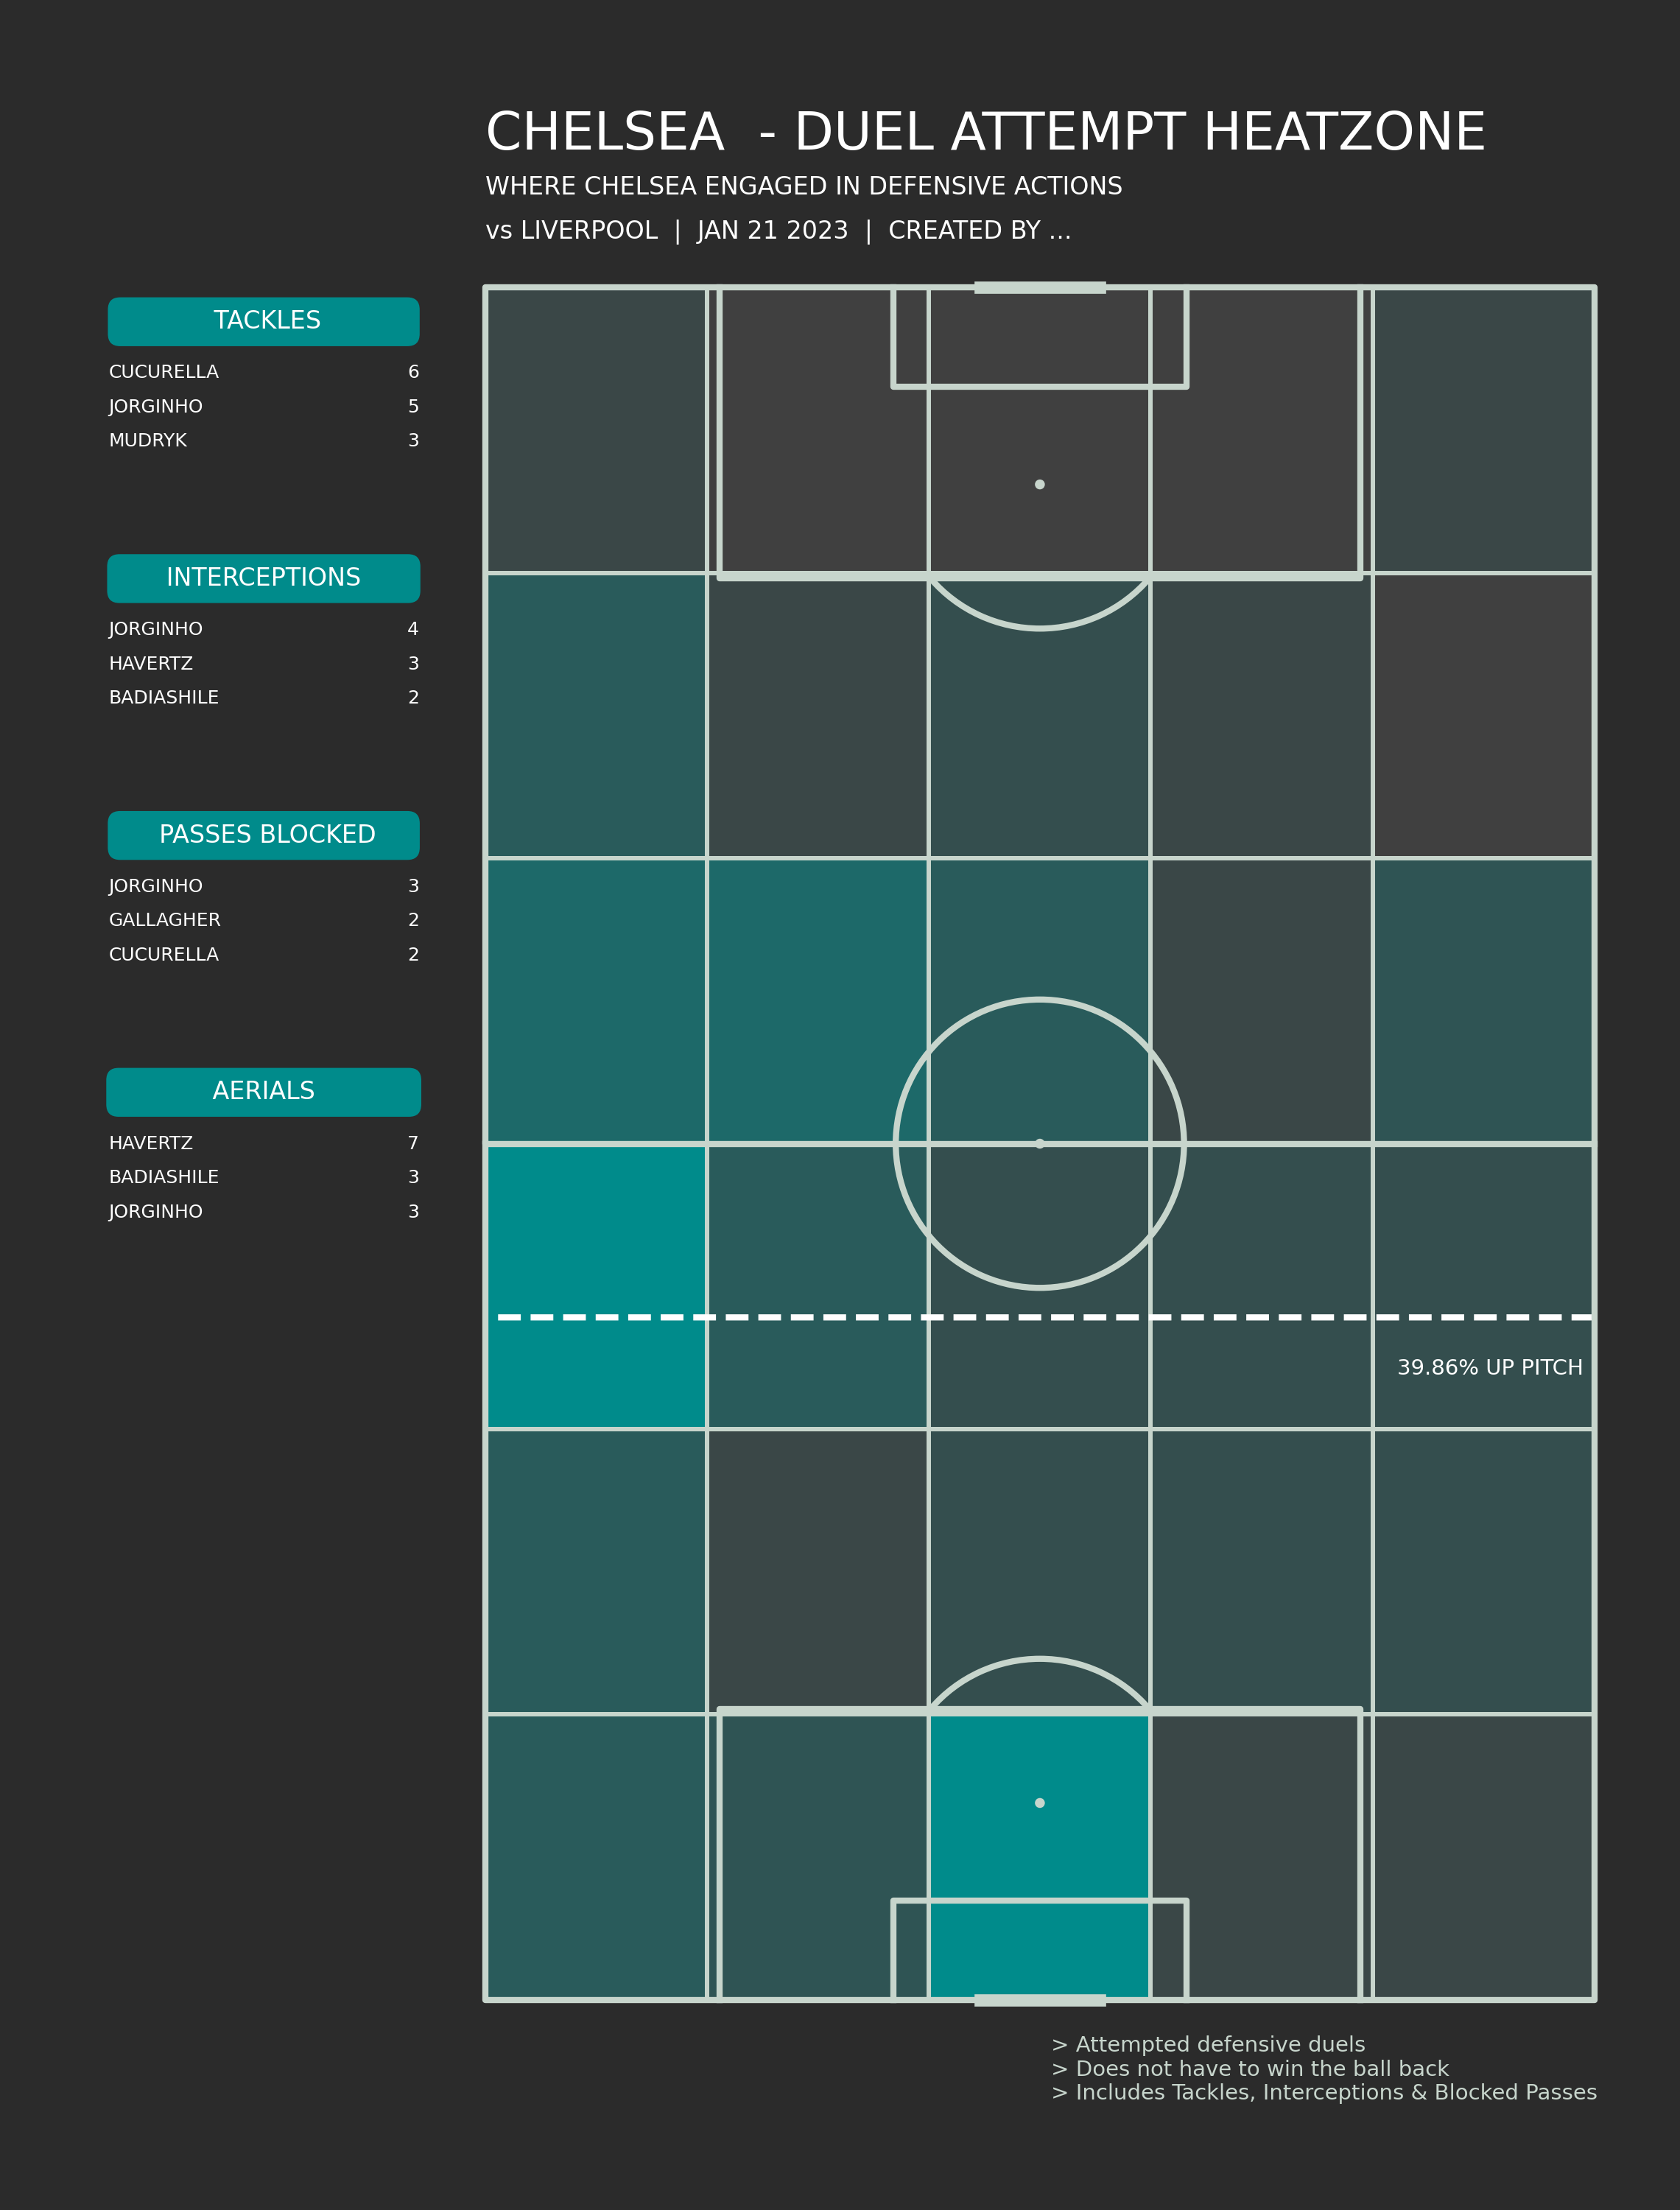 CHELSEA - DUEL ATTEMPT HEATZONE
WHERE CHELSEA ENGAGED IN DEFENSIVE ACTIONS
vs LIVERPOOL | JAN 21 2023 | CREATED BY ...
TACKLES
CUCURELLA 6
JORGINHO 5
MUDRYK 3
INTERCEPTIONS
JORGINHO 4
HAVERTZ 3
BADIASHILE 2
PASSES BLOCKED
JORGINHO 3
GALLAGHER 2
CUCURELLA 2
AERIALS
HAVERTZ 7
BADIASHILE 3
JORGINHO 3
39.86% UP PITCH
> Attempted defensive duels
> Does not have to win the ball back
> Includes Tackles, Interceptions & Blocked Passes